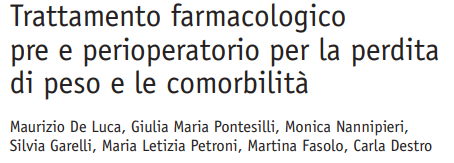 Trattamento farmacologico
pre e perioperatorio per la perdita
di peso e le comorbilità
Maurizio De Luca, Giulia Maria Pontesilli, Monica Nannipieri,
Silvia Garelli, Maria Letizia Petroni, Martina Fasolo, Carla Destro